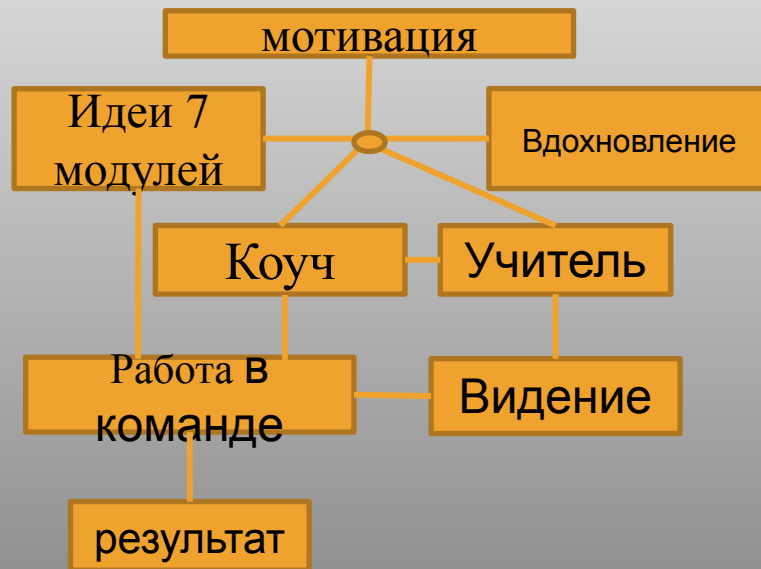 мотивация
Идеи 7
модулей
Вдохновление
Коуч
Учитель
Работа в
команде
Видение
результат